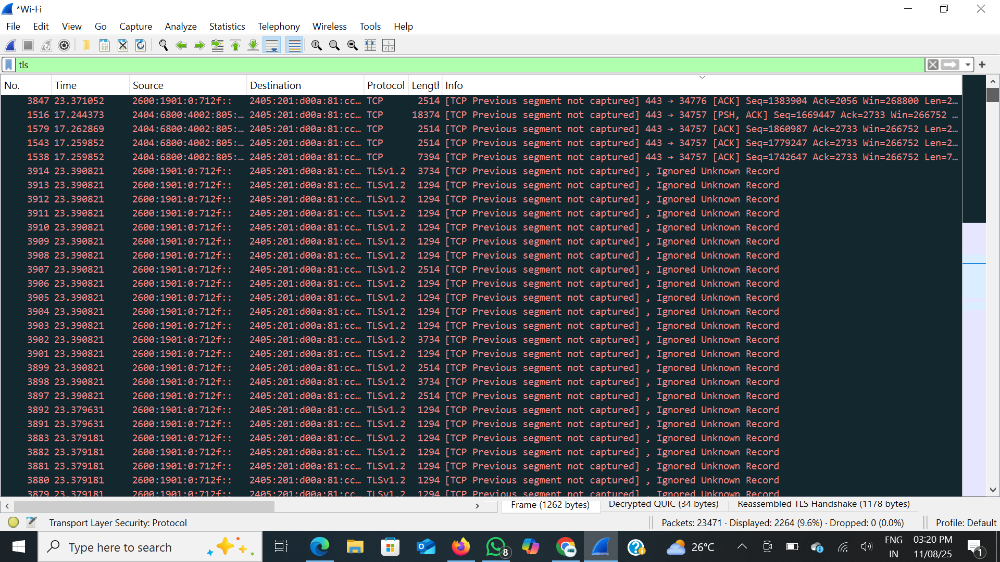 *Wi-Fi
File Edit View Go Capture Analyze Statistics Telephony Wireless Tools Help
tls
No. Time Source Destination Protocol Length Info
3847 23.371052 2600:1901:0:712f:: 2405:201:d00a:81:cc… TCP 2514 [TCP Previous segment not captured] 443 → 34776 [ACK] Seq=1383904 Ack=2056 Win=268800 Len=2…
1516 17.244373 2404:6800:4002:805:… 2405:201:d00a:81:cc… TCP 18374 [TCP Previous segment not captured] 443 → 34757 [PSH, ACK] Seq=1669447 Ack=2733 Win=266752 …
1579 17.262869 2404:6800:4002:805:… 2405:201:d00a:81:cc… TCP 2514 [TCP Previous segment not captured] 443 → 34757 [ACK] Seq=1860987 Ack=2733 Win=266752 Len=2…
1543 17.259852 2404:6800:4002:805:… 2405:201:d00a:81:cc… TCP 2514 [TCP Previous segment not captured] 443 → 34757 [ACK] Seq=1779247 Ack=2733 Win=266752 Len=2…
1538 17.259852 2404:6800:4002:805:… 2405:201:d00a:81:cc… TCP 7394 [TCP Previous segment not captured] 443 → 34757 [ACK] Seq=1742647 Ack=2733 Win=266752 Len=7…
3914 23.390821 2600:1901:0:712f:: 2405:201:d00a:81:cc… TLSv1.2 3734 [TCP Previous segment not captured] , Ignored Unknown Record
3913 23.390821 2600:1901:0:712f:: 2405:201:d00a:81:cc… TLSv1.2 1294 [TCP Previous segment not captured] , Ignored Unknown Record
3912 23.390821 2600:1901:0:712f:: 2405:201:d00a:81:cc… TLSv1.2 1294 [TCP Previous segment not captured] , Ignored Unknown Record
3911 23.390821 2600:1901:0:712f:: 2405:201:d00a:81:cc… TLSv1.2 1294 [TCP Previous segment not captured] , Ignored Unknown Record
3910 23.390821 2600:1901:0:712f:: 2405:201:d00a:81:cc… TLSv1.2 1294 [TCP Previous segment not captured] , Ignored Unknown Record
3909 23.390821 2600:1901:0:712f:: 2405:201:d00a:81:cc… TLSv1.2 1294 [TCP Previous segment not captured] , Ignored Unknown Record
3908 23.390821 2600:1901:0:712f:: 2405:201:d00a:81:cc… TLSv1.2 1294 [TCP Previous segment not captured] , Ignored Unknown Record
3907 23.390821 2600:1901:0:712f:: 2405:201:d00a:81:cc… TLSv1.2 2514 [TCP Previous segment not captured] , Ignored Unknown Record
3906 23.390821 2600:1901:0:712f:: 2405:201:d00a:81:cc… TLSv1.2 1294 [TCP Previous segment not captured] , Ignored Unknown Record
3905 23.390821 2600:1901:0:712f:: 2405:201:d00a:81:cc… TLSv1.2 1294 [TCP Previous segment not captured] , Ignored Unknown Record
3904 23.390821 2600:1901:0:712f:: 2405:201:d00a:81:cc… TLSv1.2 1294 [TCP Previous segment not captured] , Ignored Unknown Record
3903 23.390821 2600:1901:0:712f:: 2405:201:d00a:81:cc… TLSv1.2 1294 [TCP Previous segment not captured] , Ignored Unknown Record
3902 23.390821 2600:1901:0:712f:: 2405:201:d00a:81:cc… TLSv1.2 3734 [TCP Previous segment not captured] , Ignored Unknown Record
3901 23.390821 2600:1901:0:712f:: 2405:201:d00a:81:cc… TLSv1.2 1294 [TCP Previous segment not captured] , Ignored Unknown Record
3899 23.390821 2600:1901:0:712f:: 2405:201:d00a:81:cc… TLSv1.2 2514 [TCP Previous segment not captured] , Ignored Unknown Record
3898 23.390821 2600:1901:0:712f:: 2405:201:d00a:81:cc… TLSv1.2 3734 [TCP Previous segment not captured] , Ignored Unknown Record
3897 23.390821 2600:1901:0:712f:: 2405:201:d00a:81:cc… TLSv1.2 2514 [TCP Previous segment not captured] , Ignored Unknown Record
3892 23.379631 2600:1901:0:712f:: 2405:201:d00a:81:cc… TLSv1.2 1294 [TCP Previous segment not captured] , Ignored Unknown Record
3891 23.379631 2600:1901:0:712f:: 2405:201:d00a:81:cc… TLSv1.2 1294 [TCP Previous segment not captured] , Ignored Unknown Record
3883 23.379181 2600:1901:0:712f:: 2405:201:d00a:81:cc… TLSv1.2 1294 [TCP Previous segment not captured] , Ignored Unknown Record
3882 23.379181 2600:1901:0:712f:: 2405:201:d00a:81:cc… TLSv1.2 1294 [TCP Previous segment not captured] , Ignored Unknown Record
3881 23.379181 2600:1901:0:712f:: 2405:201:d00a:81:cc… TLSv1.2 1294 [TCP Previous segment not captured] , Ignored Unknown Record
3880 23.379181 2600:1901:0:712f:: 2405:201:d00a:81:cc… TLSv1.2 1294 [TCP Previous segment not captured] , Ignored Unknown Record
3879 23.379181 2600:1901:0:712f:: 2405:201:d00a:81:cc… TLSv1.2 1294 [TCP Previous segment not captured] , Ignored Unknown Record
Frame (1262 bytes) Decrypted QUIC (34 bytes) Reassembled TLS Handshake (1178 bytes)
Transport Layer Security: Protocol Packets: 23471 · Displayed: 2264 (9.6%) · Dropped: 0 (0.0%) Profile: Default
Type here to search 8 26°C ENG 03:20 PM
IN 11/08/25 1